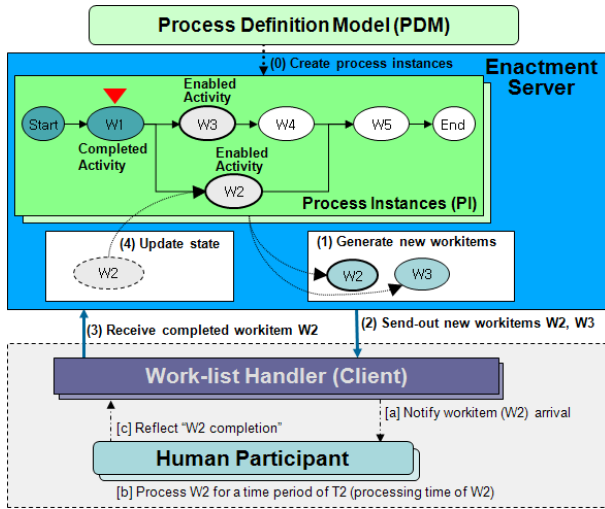 Process Definition Model (PDM)
(0) Create process instances
Enactment
Server
Enabled
Activity
Start
W1
W3
W4
W5
End
Completed
Activity
Enabled
Activity
W2
Process Instances (PI)
(4) Update state
W2
(1) Generate new workitems
W2
W3
(3) Receive completed workitem W2
(2) Send-out new workitems W2, W3
Work-list Handler (Client)
[a] Notify workitem (W2) arrival
[c] Reflect “W2 completion”
Human Participant
[b] Process W2 for a time period of T2 (processing time of W2)